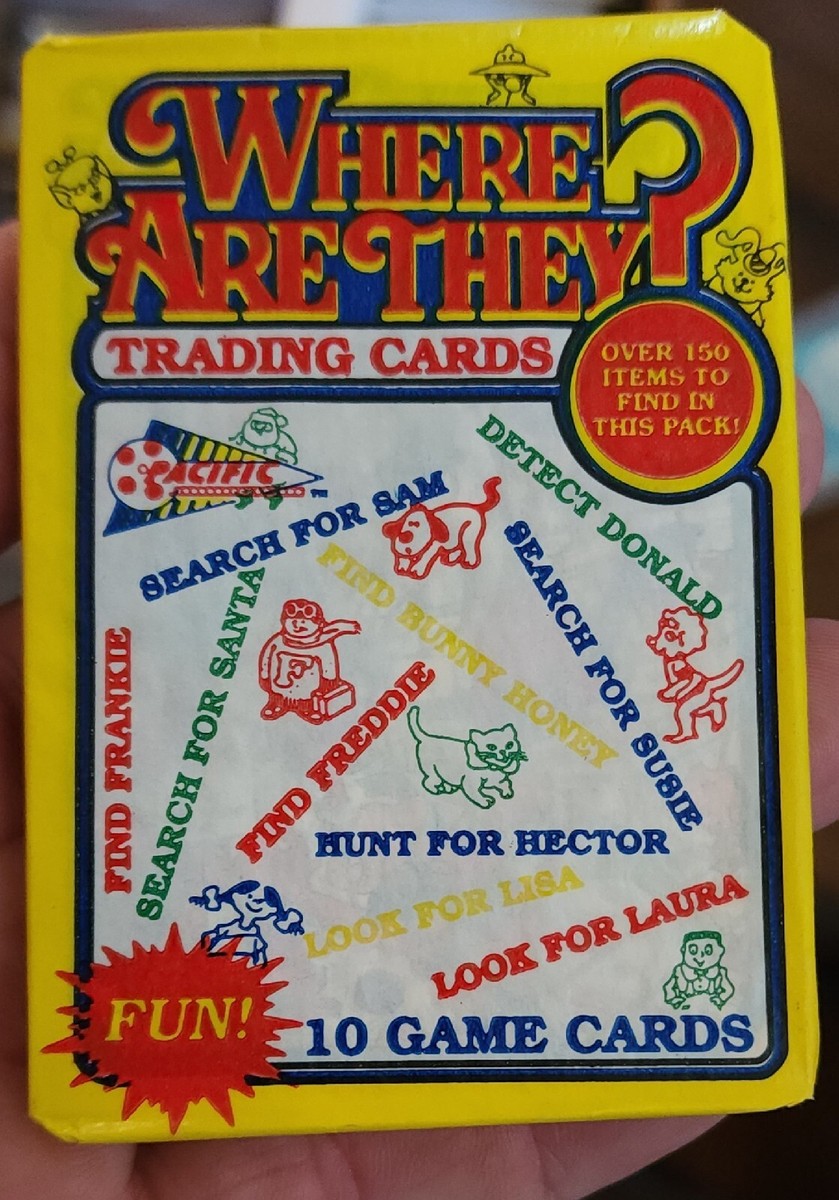 WHERE
ARE THEY?
TRADING CARDS
OVER 150
ITEMS TO
FIND IN
THIS PACK!
PACIFIC
TM
DETECT DONALD
SEARCH FOR SAM
SEARCH FOR SUSIE
FIND BUNNY HONEY
SEARCH FOR SANTA
FIND FRANKIE
F
FIND FREDDIE
HUNT FOR HECTOR
LOOK FOR LISA
LOOK FOR LAURA
FUN!
10 GAME CARDS